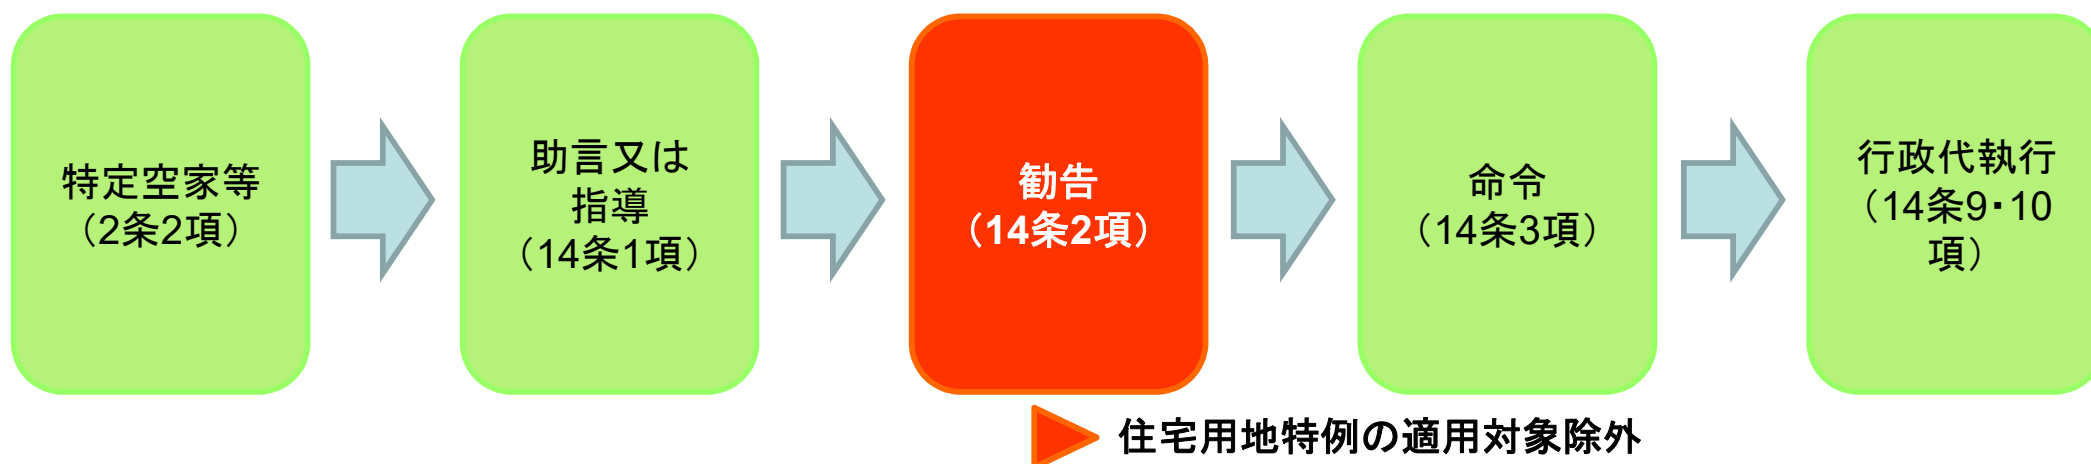 特定空家等
（2条2項）
助言又は
指導
（14条1項）
勧告
（14条2項）
命令
（14条3項）
行政代執行
（14条9・10
項）
住宅用地特例の適用対象除外